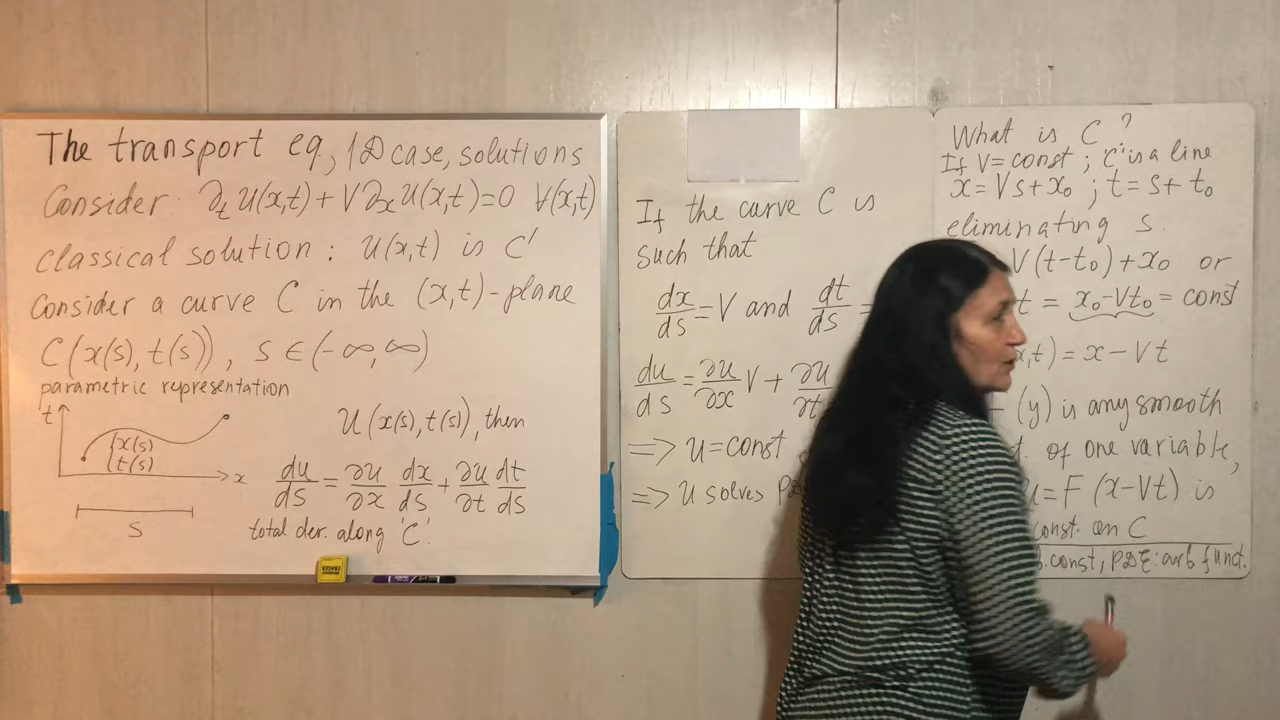 The transport eq., 1D case, solutions
Consider: ∂ₜ u(x,t) + V ∂ₓ u(x,t) = 0 ∀(x,t)
classical solution: u(x,t) is C'
Consider a curve C in the (x,t)-plane
C(x(s), t(s)), s ∈ (-∞, ∞)
parametric representation
t
x(s)
t(s)
x
s
u(x(s), t(s)), then
du/ds = ∂u/∂x dx/ds + ∂u/∂t dt/ds
total der. along 'C'.
If the curve C is
such that
dx/ds = V and dt/ds =
du/ds = ∂u/∂x V + ∂u/∂t
=> u = const
=> u solves
What is C?
If V = const; 'C' is a line
x = Vs + x₀ ; t = s + t₀
eliminating s.
V(t-t₀) + x₀ or
t = x₀ - Vt₀ = const
x,t) = x - Vt
(y) is any smooth
of one variable,
u = F(x-Vt) is
const. on C
const, PDE: arb funct.